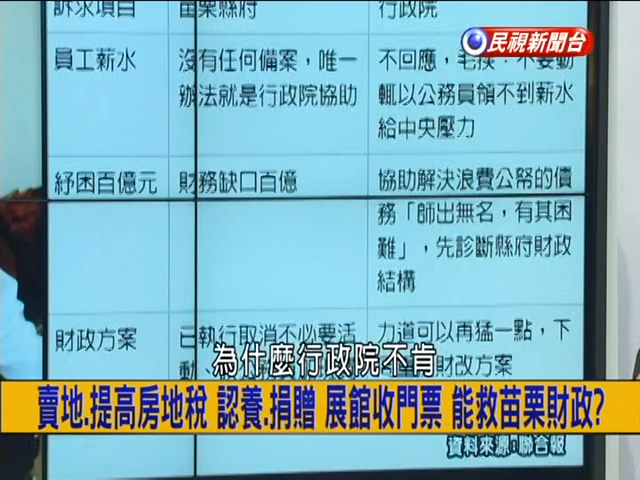 民視新聞台
訴求項目 苗栗縣府 行政院
員工薪水 沒有任何備案，唯一 不回應，毛揆：不要動
辦法就是行政院協助 輒以公務員領不到薪水
給中央壓力
紓困百億元 財務缺口百億 協助解決浪費公帑的債
務「師出無名，有其困
難」，先診斷縣府財政
結構
財政方案 已執行取消不必要活 力道可以再猛一點，下
動、 財改方案
為什麼行政院不肯
賣地.提高房地稅 認養.捐贈 展館收門票 能救苗栗財政?
資料來源:聯合報